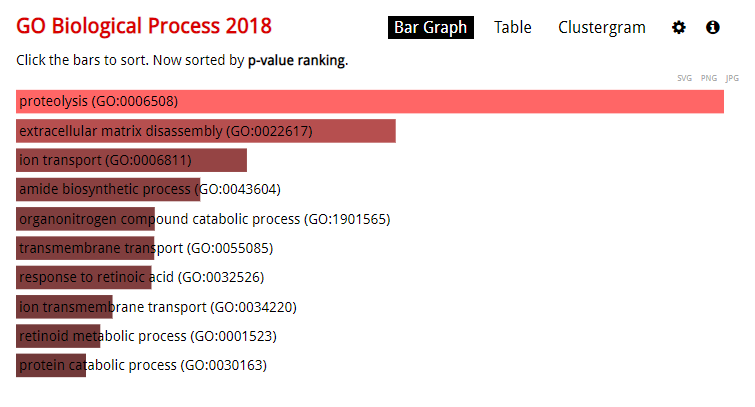 GO Biological Process 2018
Bar Graph Table Clustergram
Click the bars to sort. Now sorted by p-value ranking.
SVG PNG JPG
proteolysis (GO:0006508)
extracellular matrix disassembly (GO:0022617)
ion transport (GO:0006811)
amide biosynthetic process (GO:0043604)
organonitrogen compound catabolic process (GO:1901565)
transmembrane transport (GO:0055085)
response to retinoic acid (GO:0032526)
ion transmembrane transport (GO:0034220)
retinoid metabolic process (GO:0001523)
protein catabolic process (GO:0030163)